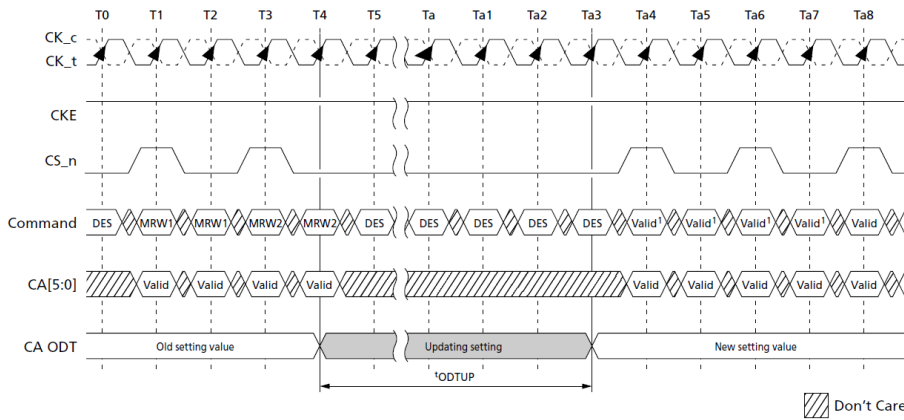 T0 T1 T2 T3 T4 T5 Ta Ta1 Ta2 Ta3 Ta4 Ta5 Ta6 Ta7 Ta8
CK_c
CK_t
CKE
CS_n
Command DES MRW1 MRW1 MRW2 MRW2 DES DES DES DES DES Valid¹ Valid¹ Valid¹ Valid¹ Valid
CA[5:0] Valid Valid Valid Valid Valid Valid Valid Valid Valid
CA ODT Old setting value Updating setting New setting value
ᵗODTUP
Don't Care